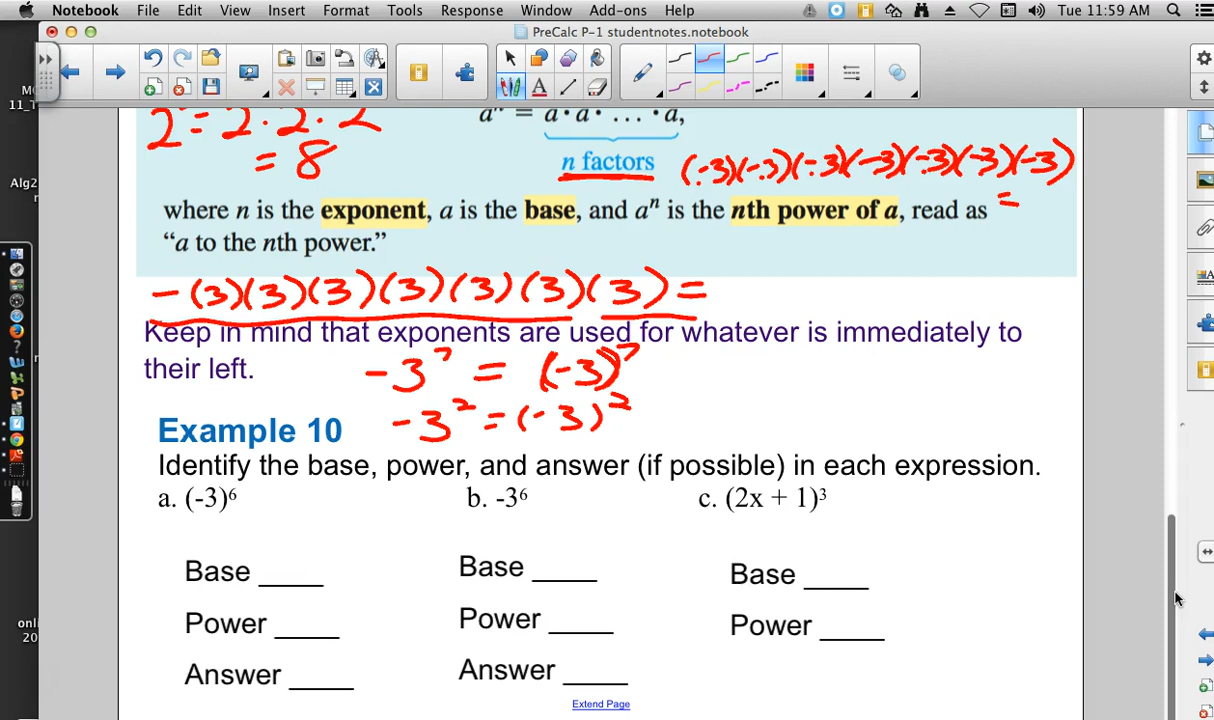 Notebook File Edit View Insert Format Tools Response Window Add-ons Help Tue 11:59 AM
PreCalc P-1 studentnotes.notebook
11_T
2 = 2 · 2 · 2
aⁿ = a · a · ... · a,
= 8
n factors
(-3)(-3)(-3)(-3)(-3)(-3)(-3)
=
Alg2
where n is the exponent, a is the base, and aⁿ is the nth power of a, read as
“a to the nth power.”
-(3)(3)(3)(3)(3)(3)(3) =
Keep in mind that exponents are used for whatever is immediately to
their left.
-3⁷ = (-3)⁷
-3² = (-3)²
Example 10
Identify the base, power, and answer (if possible) in each expression.
a. (-3)⁶ b. -3⁶ c. (2x + 1)³
Base ____ Base ____ Base ____
Power ____ Power ____ Power ____
Answer ____ Answer ____
onli
20
Extend Page